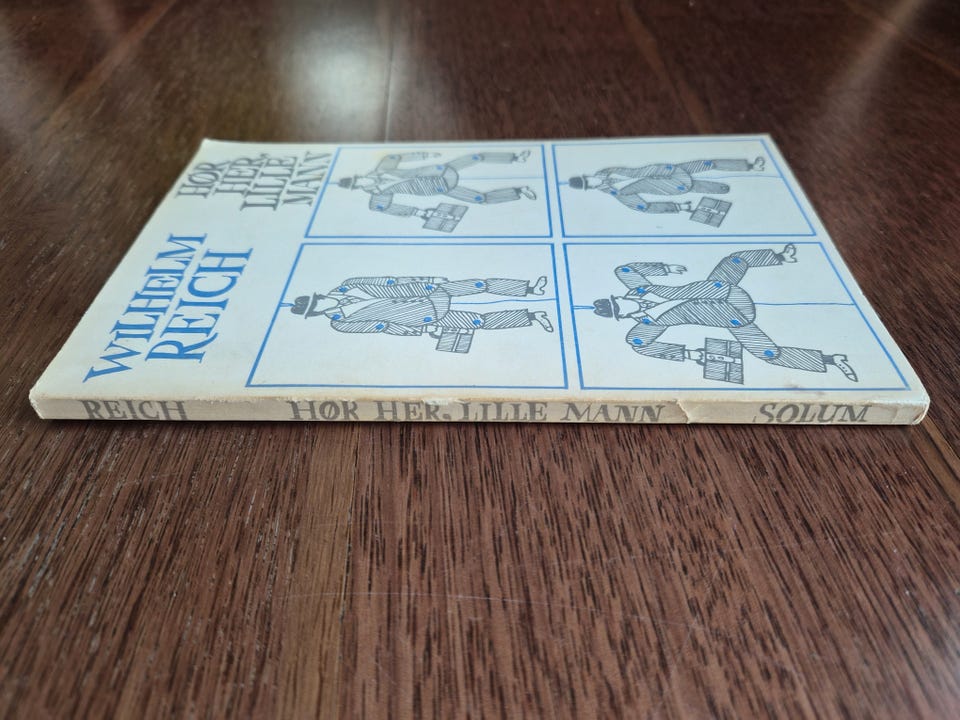 WILHELM
REICH
HØR
HER,
LILLE
MANN
REICH HØR HER, LILLE MANN SOLUM